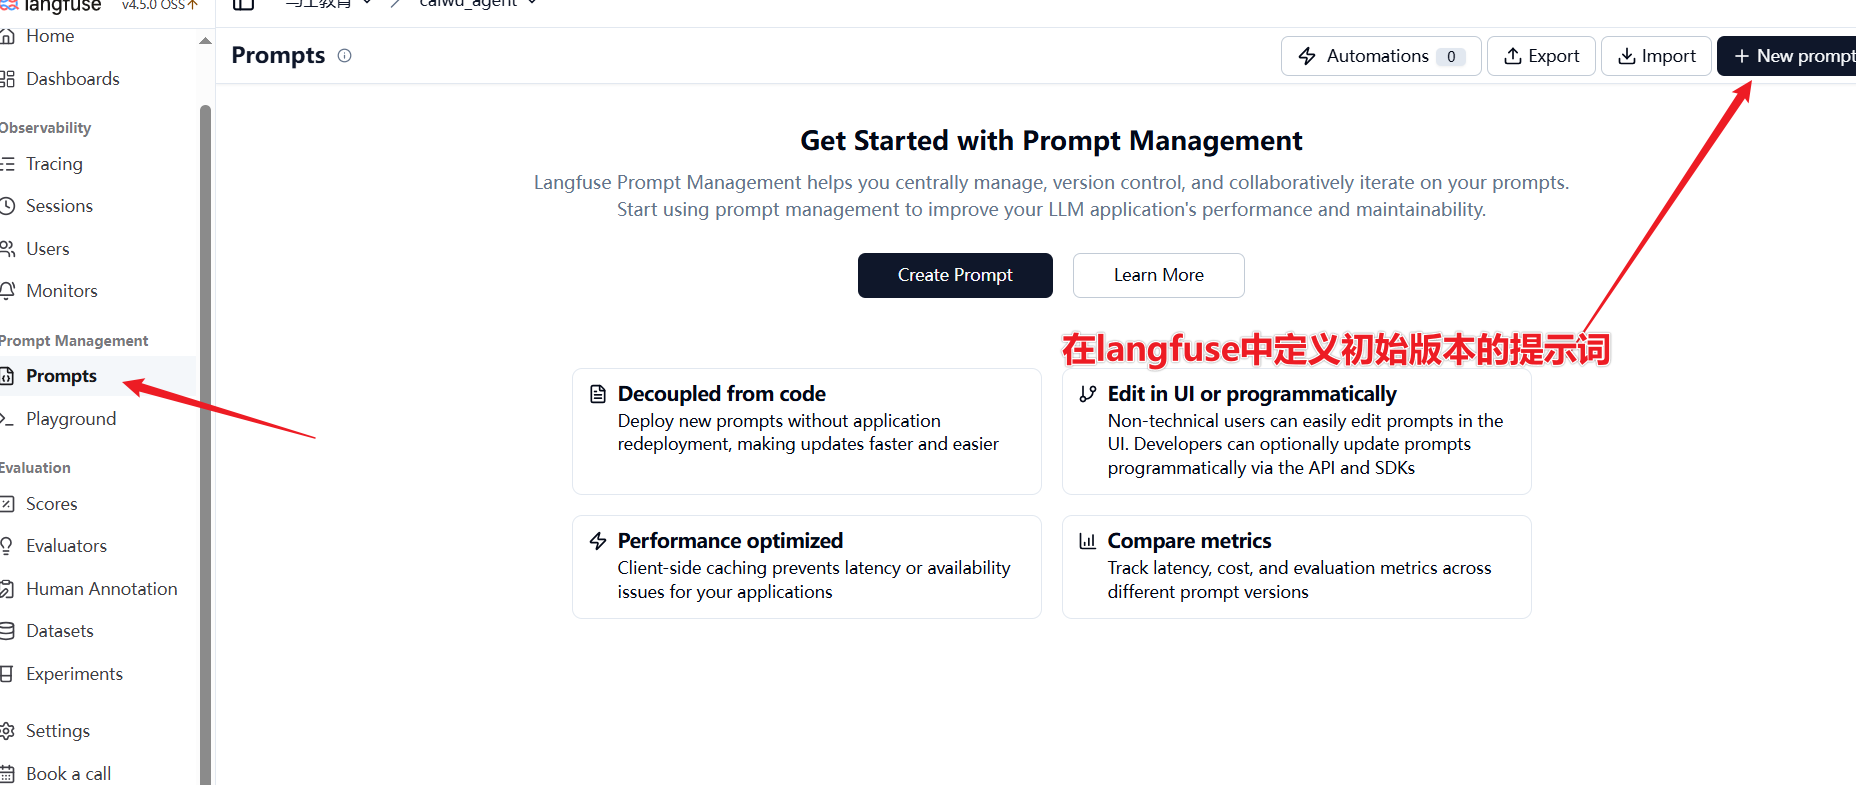 langfuse v4.5.0 OSS
马士教育 caiwu_agent
Home
Dashboards
Observability
Tracing
Sessions
Users
Monitors
Prompt Management
Prompts
Playground
Evaluation
Scores
Evaluators
Human Annotation
Datasets
Experiments
Settings
Book a call
Prompts
Automations 0
Export
Import
+ New prompt
Get Started with Prompt Management
Langfuse Prompt Management helps you centrally manage, version control, and collaboratively iterate on your prompts.
Start using prompt management to improve your LLM application's performance and maintainability.
Create Prompt
Learn More
在langfuse中定义初始版本的提示词
Decoupled from code
Deploy new prompts without application
redeployment, making updates faster and easier
Edit in UI or programmatically
Non-technical users can easily edit prompts in the
UI. Developers can optionally update prompts
programmatically via the API and SDKs
Performance optimized
Client-side caching prevents latency or availability
issues for your applications
Compare metrics
Track latency, cost, and evaluation metrics across
different prompt versions